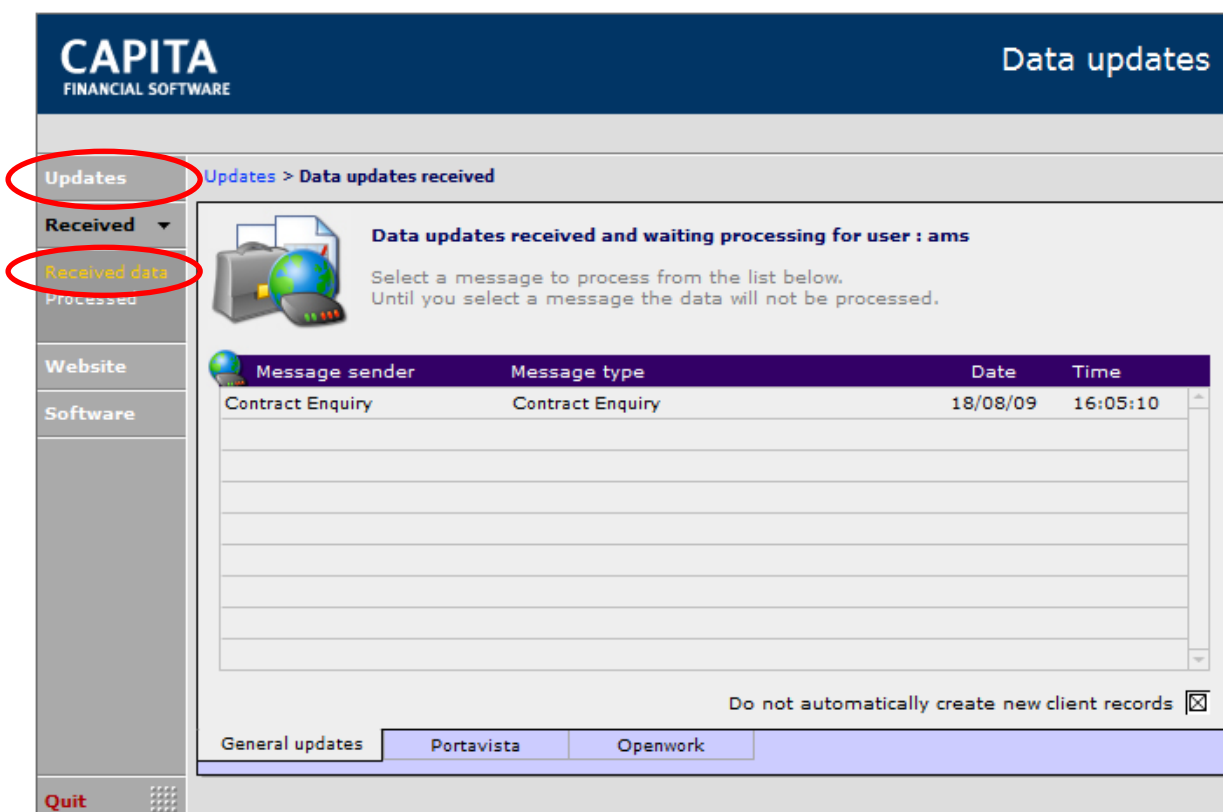 CAPITA
FINANCIAL SOFTWARE
Data updates
Updates
Updates > Data updates received
Received
Received data
Processed
Website
Software
Quit
Data updates received and waiting processing for user : ams
Select a message to process from the list below.
Until you select a message the data will not be processed.
Message sender Message type Date Time
Contract Enquiry Contract Enquiry 18/08/09 16:05:10
Do not automatically create new client records
General updates Portavista Openwork